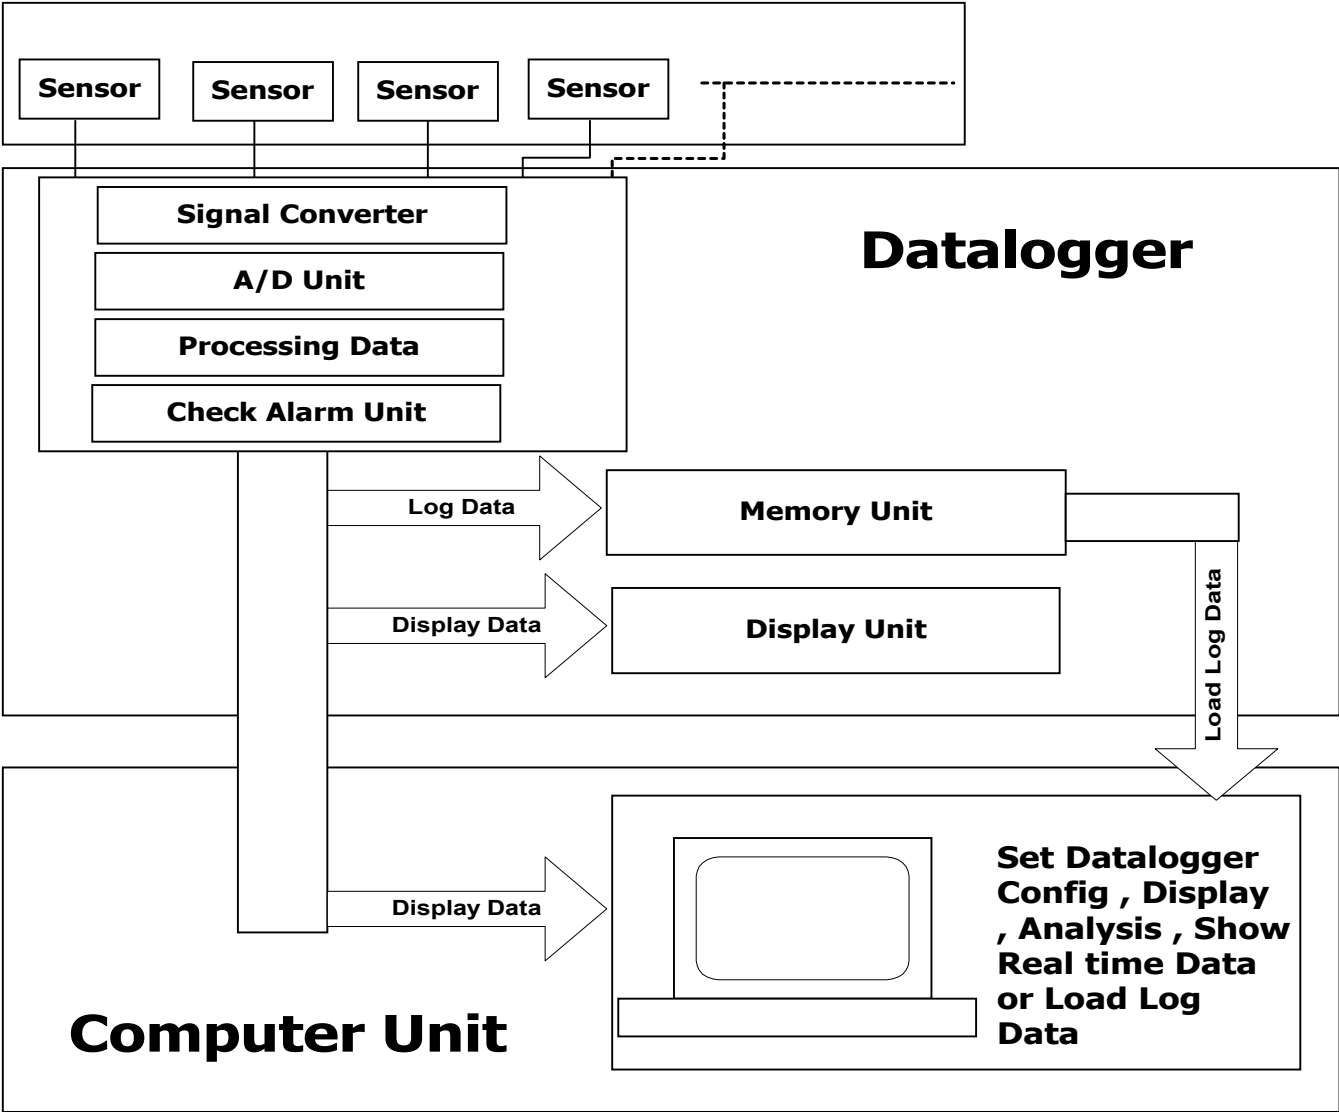 Sensor
Sensor
Sensor
Sensor
Signal Converter
Datalogger
A/D Unit
Processing Data
Check Alarm Unit
Log Data
Memory Unit
Display Data
Display Unit
Load Log Data
Display Data
Set Datalogger
Config , Display
, Analysis , Show
Real time Data
or Load Log
Data
Computer Unit